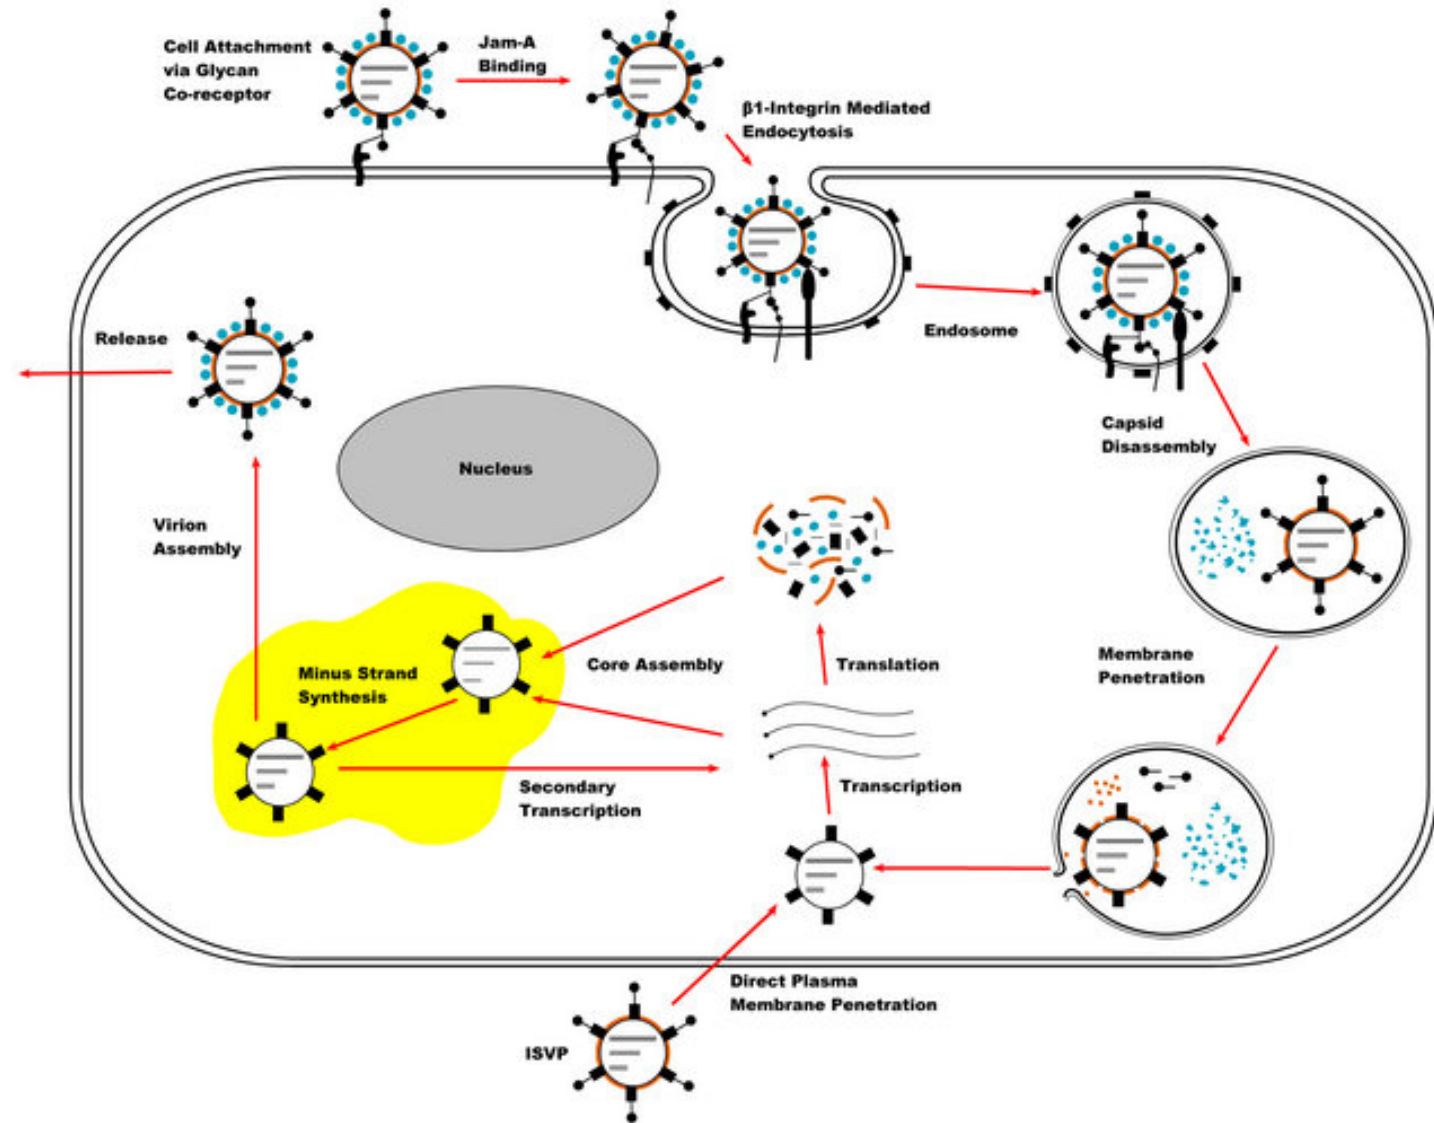 Cell Attachment
via Glycan
Co-receptor
Jam-A
Binding
β1-Integrin Mediated
Endocytosis
Endosome
Release
Capsid
Disassembly
Nucleus
Virion
Assembly
Membrane
Penetration
Minus Strand
Synthesis
Core Assembly
Translation
Secondary
Transcription
Transcription
Direct Plasma
Membrane Penetration
ISVP